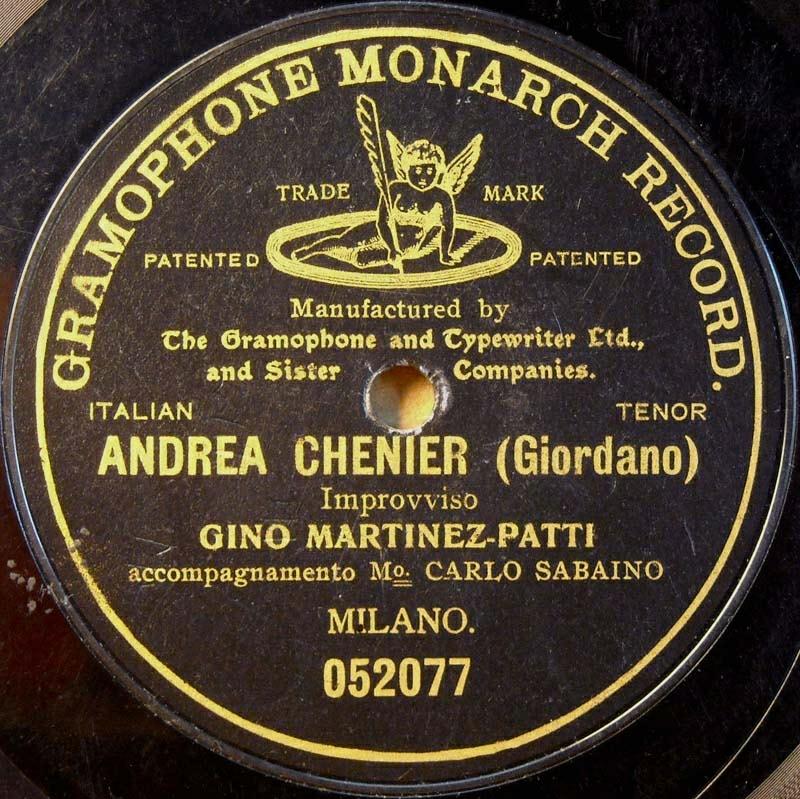 GRAMOPHONE MONARCH RECORD.
TRADE MARK
PATENTED PATENTED
Manufactured by
The Gramophone and Typewriter Ltd.,
and Sister Companies.
ITALIAN TENOR
ANDREA CHENIER (Giordano)
Improvviso
GINO MARTINEZ-PATTI
accompagnamento Mo. CARLO SABAINO
MILANO.
052077